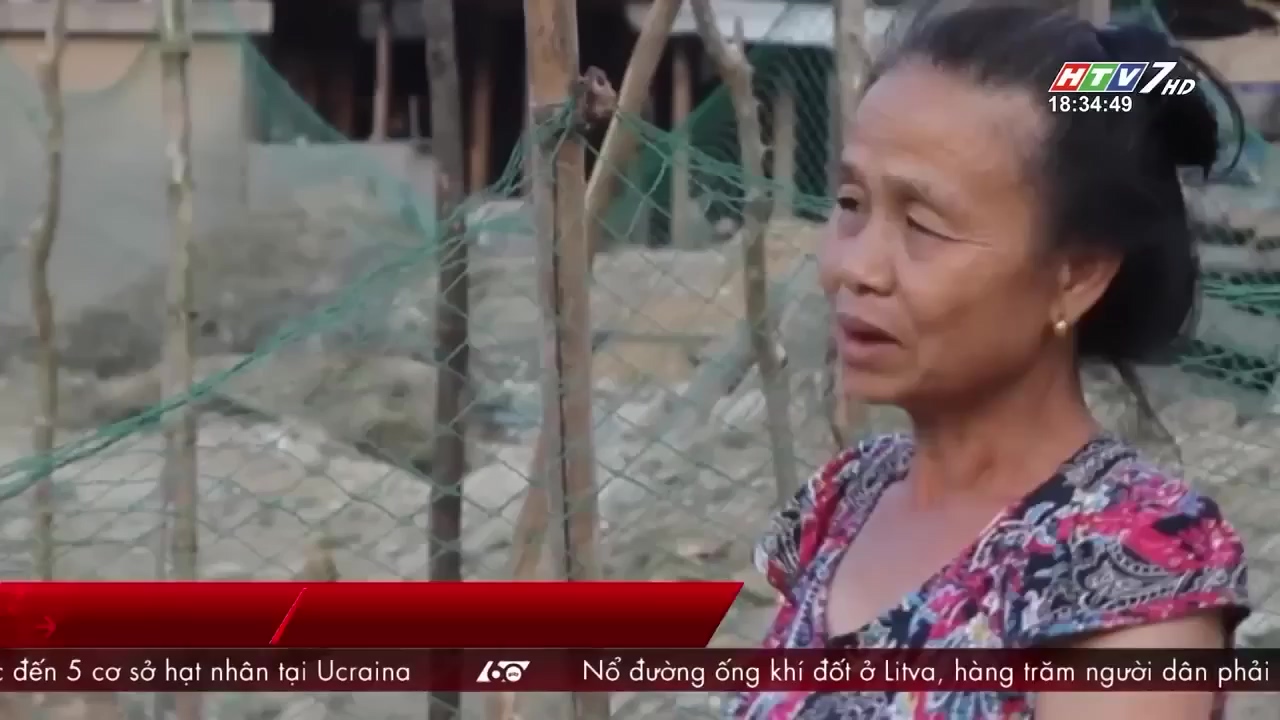 HTV7 HD
18:34:49
đến 5 cơ sở hạt nhân tại Ucraina
60 Nổ đường ống khí đốt ở Litva, hàng trăm người dân phải